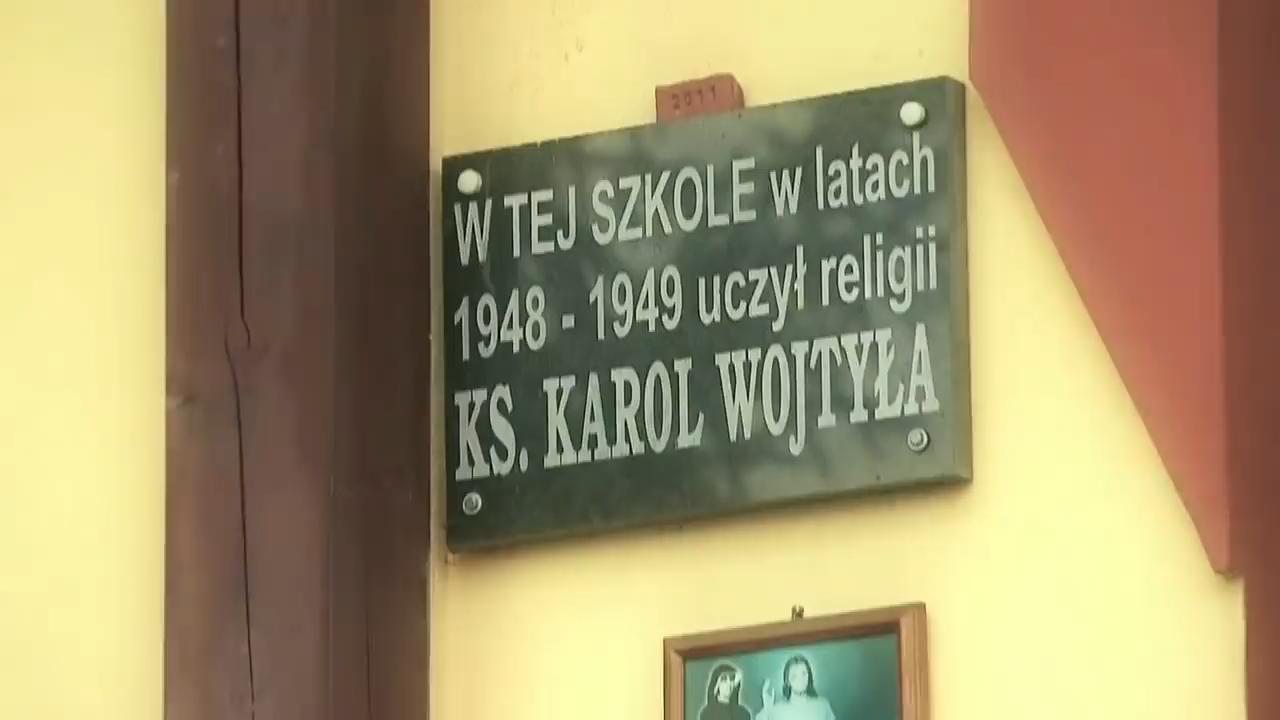 2011
W TEJ SZKOLE w latach
1948 - 1949 uczył religii
KS. KAROL WOJTYŁA